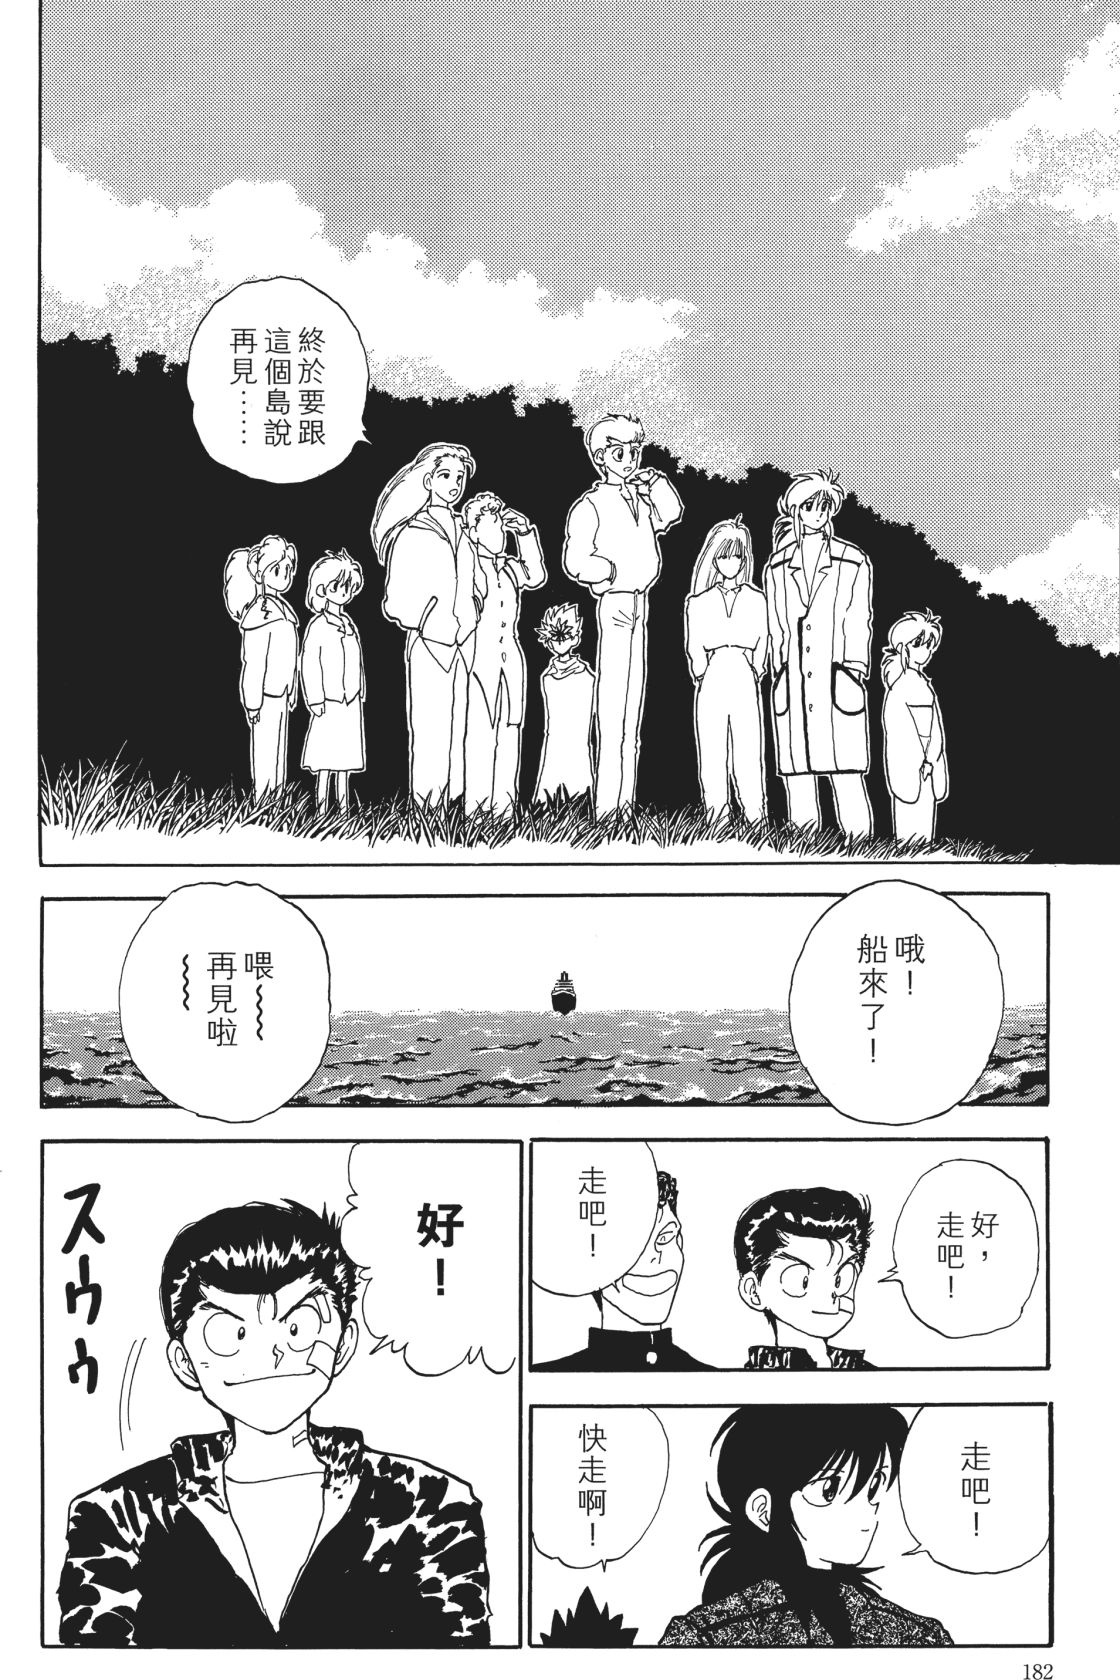 終於要跟
這個島說
再見……
哦！
船來了！
喂～～
再見啦
～～
好，
走吧！
走吧！
走吧！
快走啊！
好！
スウゥ
182